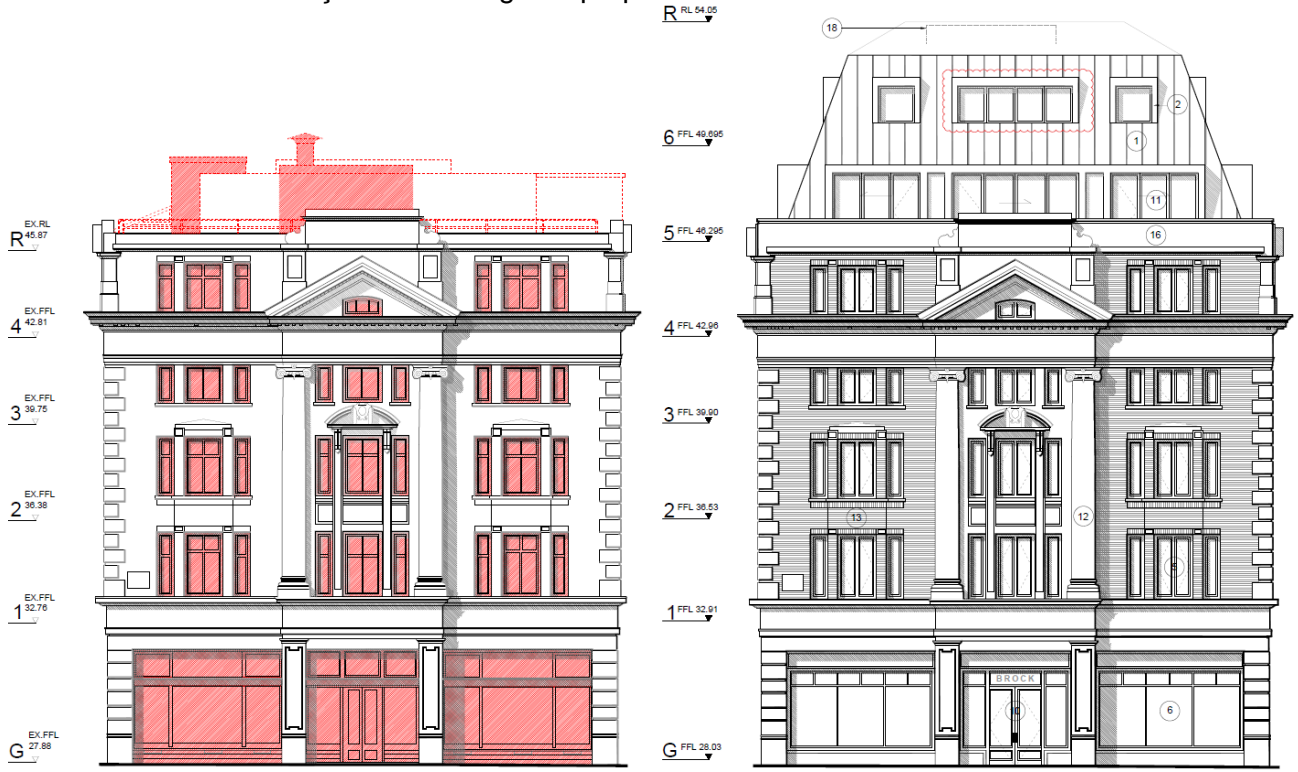 R RL 54.05
18
2
6 FFL 49.695
1
11
EX.RL
R 45.87
5 FFL 46.295
16
EX.FFL
4 42.81
4 FFL 42.96
EX.FFL
3 39.75
3 FFL 39.90
EX.FFL
2 36.38
2 FFL 36.53
13
12
5
EX.FFL
1 32.76
1 FFL 32.91
BROCK
10
6
EX.FFL
G 27.88
G FFL 28.03